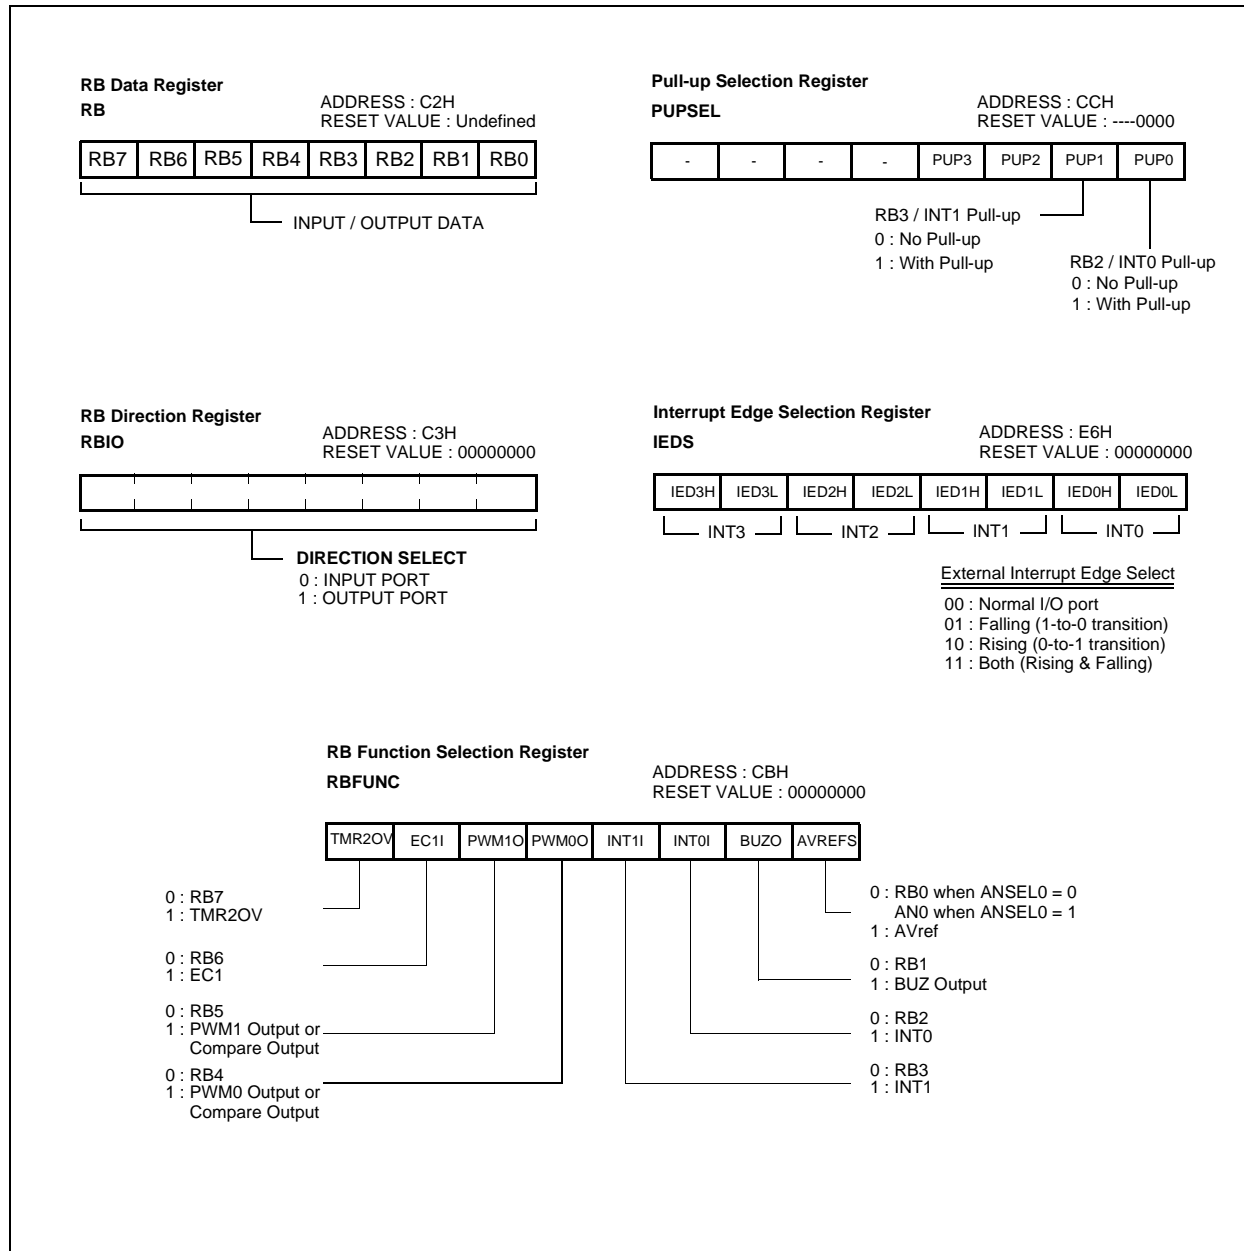 RB Data Register
RB
ADDRESS : C2H
RESET VALUE : Undefined
RB7 RB6 RB5 RB4 RB3 RB2 RB1 RB0
INPUT / OUTPUT DATA
Pull-up Selection Register
PUPSEL
ADDRESS : CCH
RESET VALUE : ----0000
- - - - PUP3 PUP2 PUP1 PUP0
RB3 / INT1 Pull-up
0 : No Pull-up
1 : With Pull-up
RB2 / INT0 Pull-up
0 : No Pull-up
1 : With Pull-up
RB Direction Register
RBIO
ADDRESS : C3H
RESET VALUE : 00000000
DIRECTION SELECT
0 : INPUT PORT
1 : OUTPUT PORT
Interrupt Edge Selection Register
IEDS
ADDRESS : E6H
RESET VALUE : 00000000
IED3H IED3L IED2H IED2L IED1H IED1L IED0H IED0L
INT3 INT2 INT1 INT0
External Interrupt Edge Select
00 : Normal I/O port
01 : Falling (1-to-0 transition)
10 : Rising (0-to-1 transition)
11 : Both (Rising & Falling)
RB Function Selection Register
RBFUNC
ADDRESS : CBH
RESET VALUE : 00000000
TMR2OV EC1I PWM1O PWM0O INT1I INT0I BUZO AVREFS
0 : RB7
1 : TMR2OV
0 : RB6
1 : EC1
0 : RB5
1 : PWM1 Output or
Compare Output
0 : RB4
1 : PWM0 Output or
Compare Output
0 : RB0 when ANSEL0 = 0
AN0 when ANSEL0 = 1
1 : AVref
0 : RB1
1 : BUZ Output
0 : RB2
1 : INT0
0 : RB3
1 : INT1